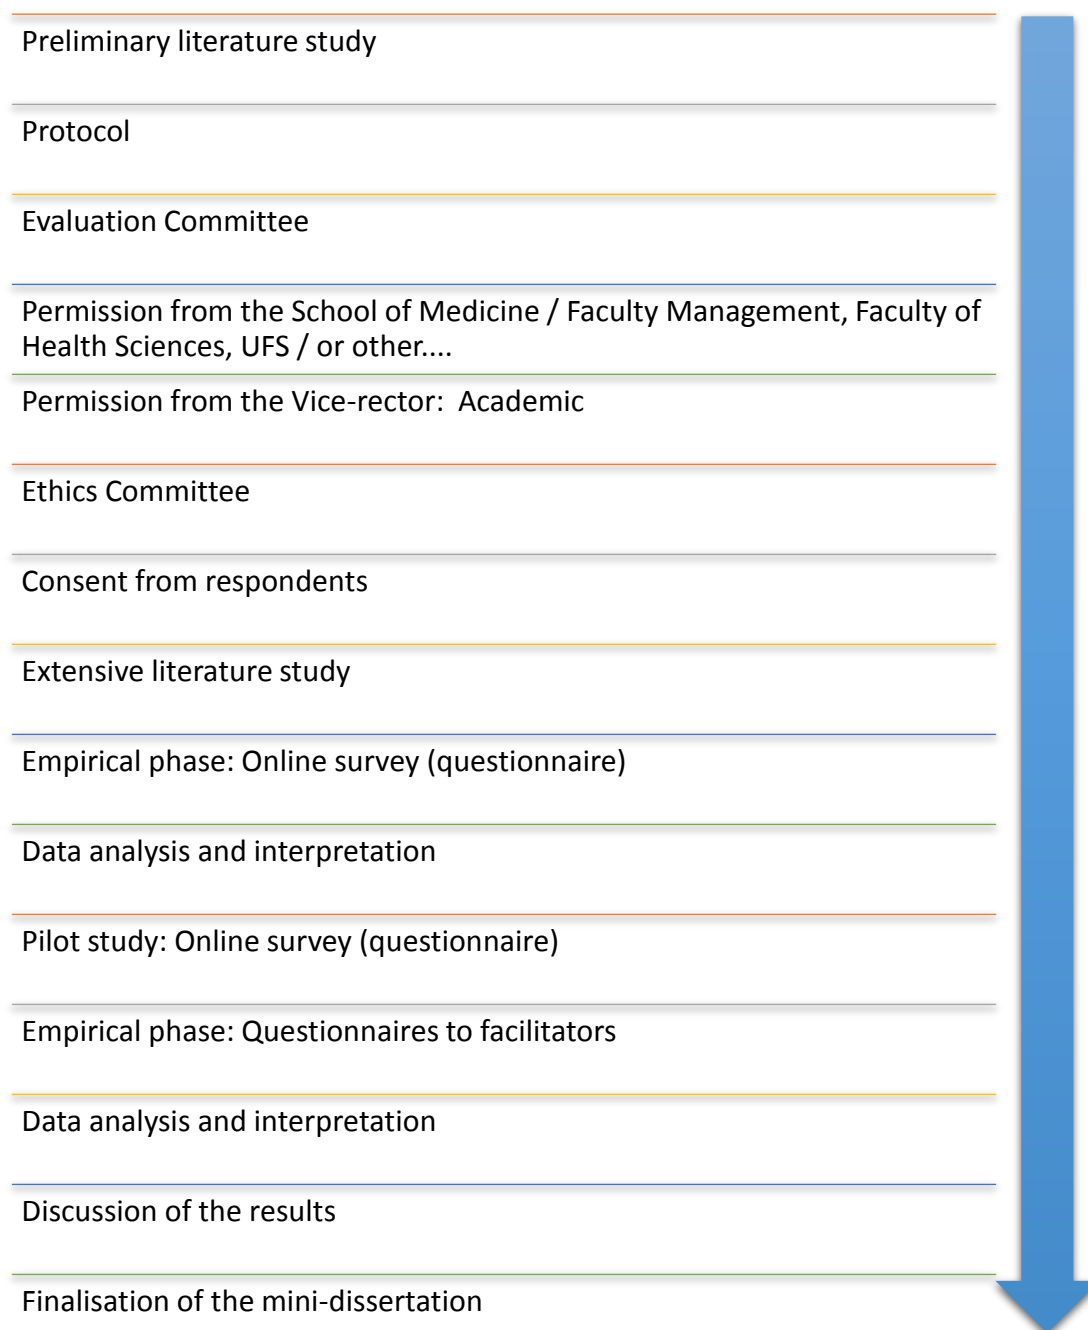 Preliminary literature study
Protocol
Evaluation Committee
Permission from the School of Medicine / Faculty Management, Faculty of
Health Sciences, UFS / or other....
Permission from the Vice-rector:  Academic
Ethics Committee
Consent from respondents
Extensive literature study
Empirical phase: Online survey (questionnaire)
Data analysis and interpretation
Pilot study: Online survey (questionnaire)
Empirical phase: Questionnaires to facilitators
Data analysis and interpretation
Discussion of the results
Finalisation of the mini-dissertation